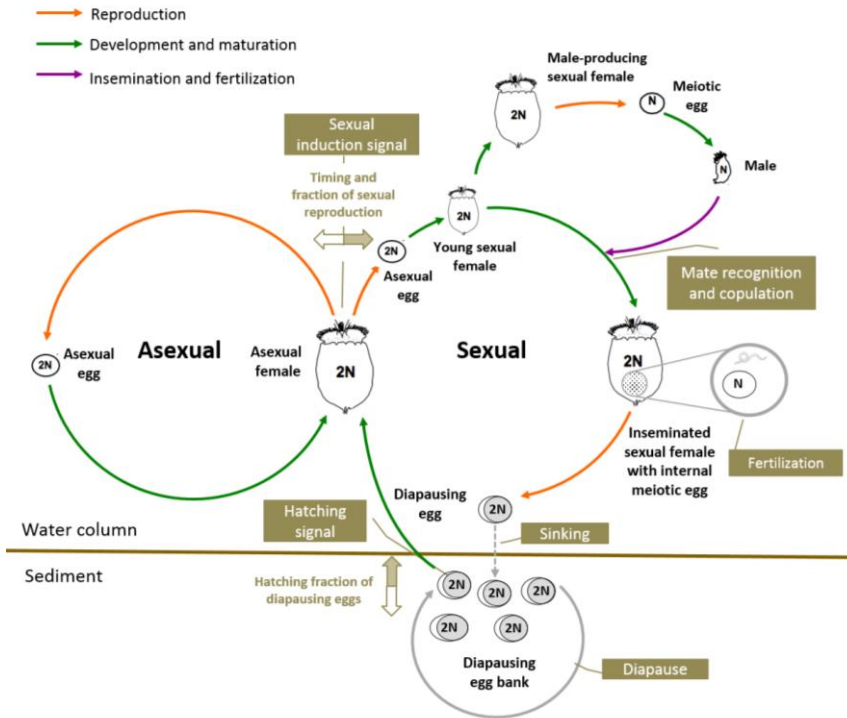 Reproduction
Development and maturation
Insemination and fertilization
Male-producing
sexual female
Meiotic
egg
2N
N
N
Male
Sexual
induction signal
Timing and
fraction of sexual
reproduction
2N
Young sexual
female
2N
Asexual
egg
Mate recognition
and copulation
2N
Asexual
egg
Asexual
Asexual
female
2N
Sexual
2N
N
Inseminated
sexual female
with internal
meiotic egg
Fertilization
Diapausing
egg
2N
Hatching
signal
Sinking
Water column
Sediment
Hatching fraction of
diapausing eggs
2N
2N
2N
2N
2N
Diapausing
egg bank
Diapause